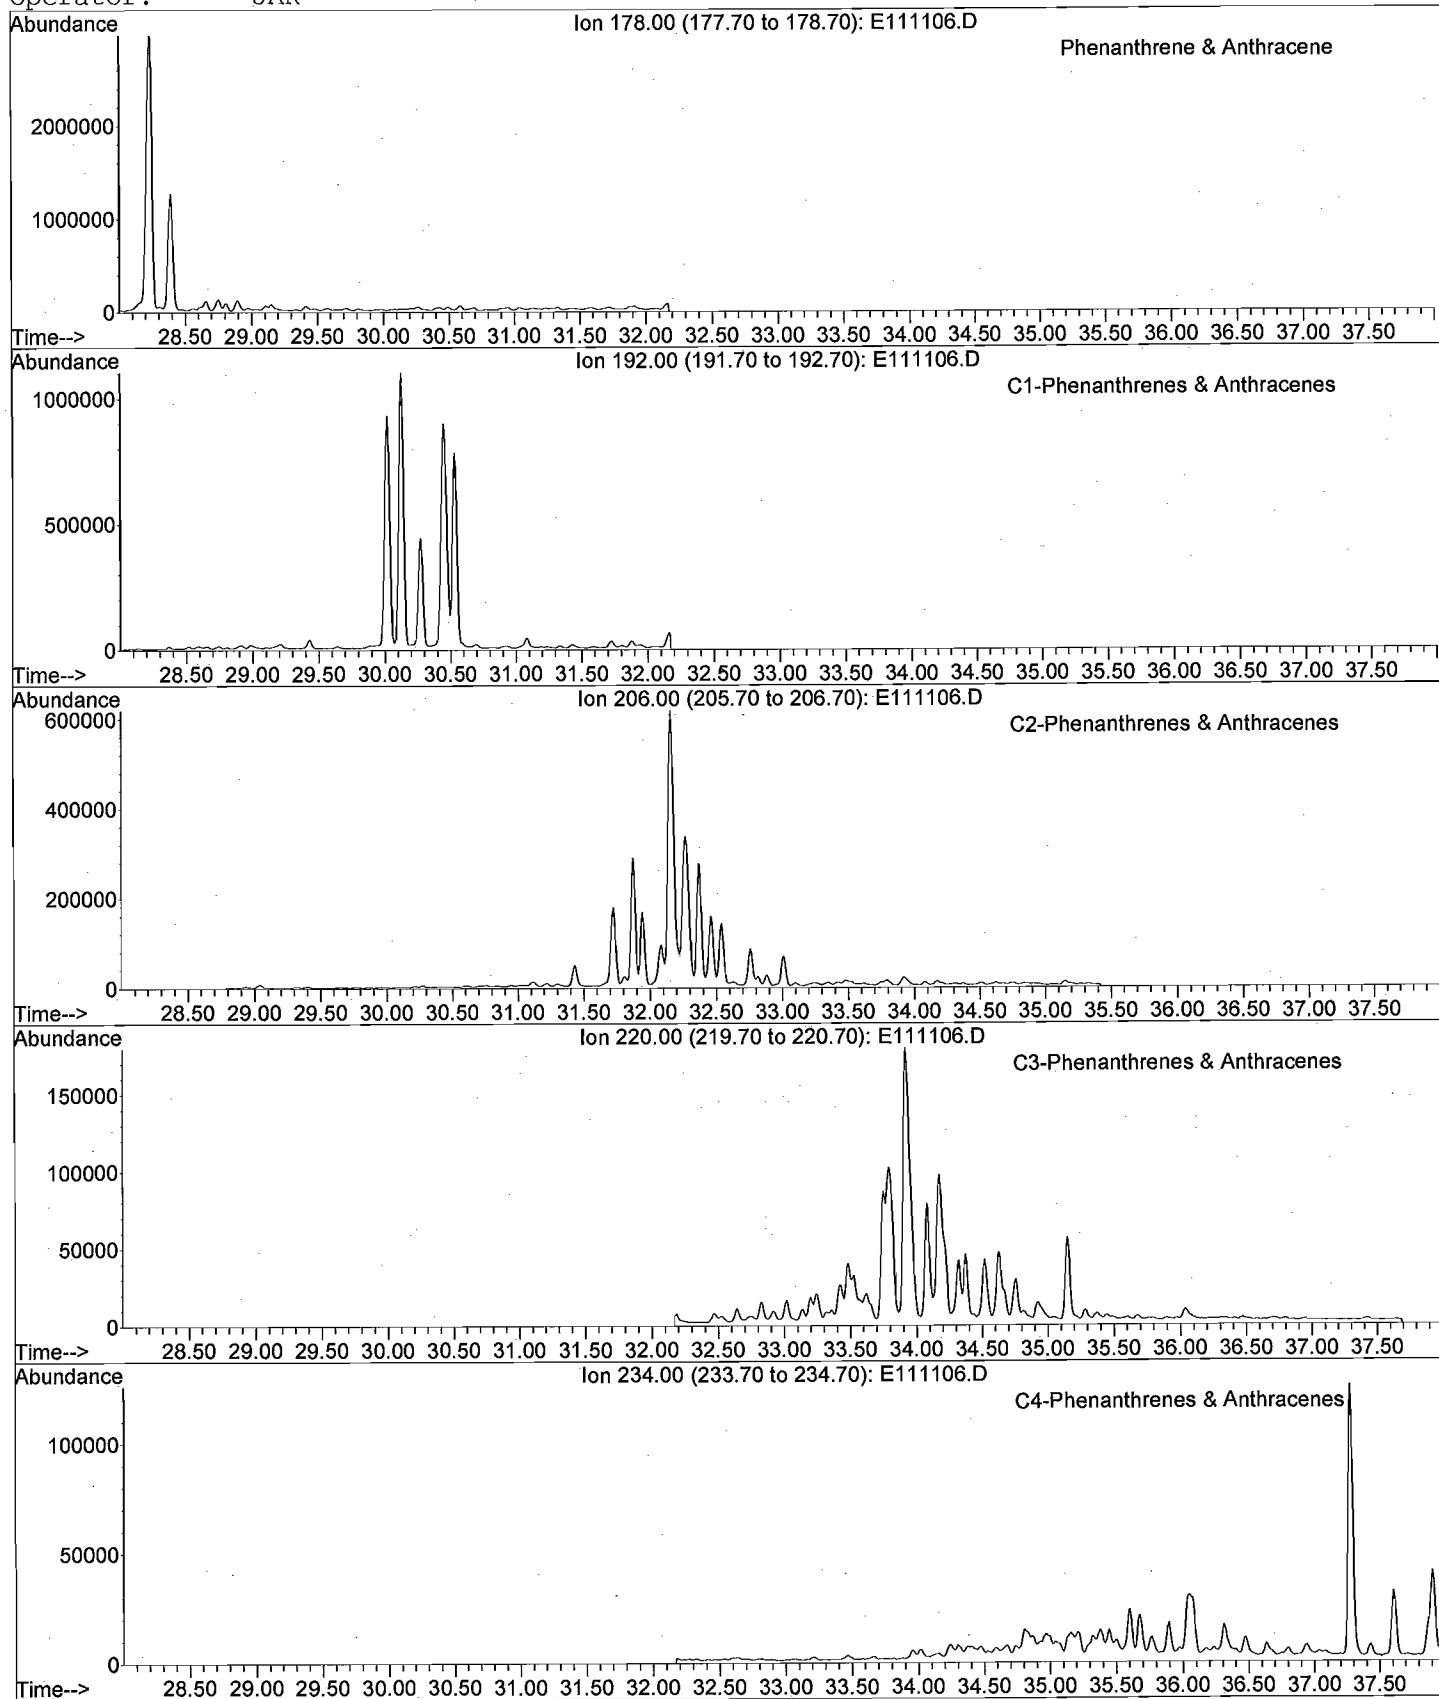 Operator: SAR
Abundance Ion 178.00 (177.70 to 178.70): E111106.D
Phenanthrene & Anthracene
2000000
1000000
0
Time--> 28.50 29.00 29.50 30.00 30.50 31.00 31.50 32.00 32.50 33.00 33.50 34.00 34.50 35.00 35.50 36.00 36.50 37.00 37.50
Abundance Ion 192.00 (191.70 to 192.70): E111106.D
C1-Phenanthrenes & Anthracenes
1000000
500000
0
Time--> 28.50 29.00 29.50 30.00 30.50 31.00 31.50 32.00 32.50 33.00 33.50 34.00 34.50 35.00 35.50 36.00 36.50 37.00 37.50
Abundance Ion 206.00 (205.70 to 206.70): E111106.D
600000
C2-Phenanthrenes & Anthracenes
400000
200000
0
Time--> 28.50 29.00 29.50 30.00 30.50 31.00 31.50 32.00 32.50 33.00 33.50 34.00 34.50 35.00 35.50 36.00 36.50 37.00 37.50
Abundance Ion 220.00 (219.70 to 220.70): E111106.D
C3-Phenanthrenes & Anthracenes
150000
100000
50000
0
Time--> 28.50 29.00 29.50 30.00 30.50 31.00 31.50 32.00 32.50 33.00 33.50 34.00 34.50 35.00 35.50 36.00 36.50 37.00 37.50
Abundance Ion 234.00 (233.70 to 234.70): E111106.D
C4-Phenanthrenes & Anthracenes
100000
50000
0
Time--> 28.50 29.00 29.50 30.00 30.50 31.00 31.50 32.00 32.50 33.00 33.50 34.00 34.50 35.00 35.50 36.00 36.50 37.00 37.50